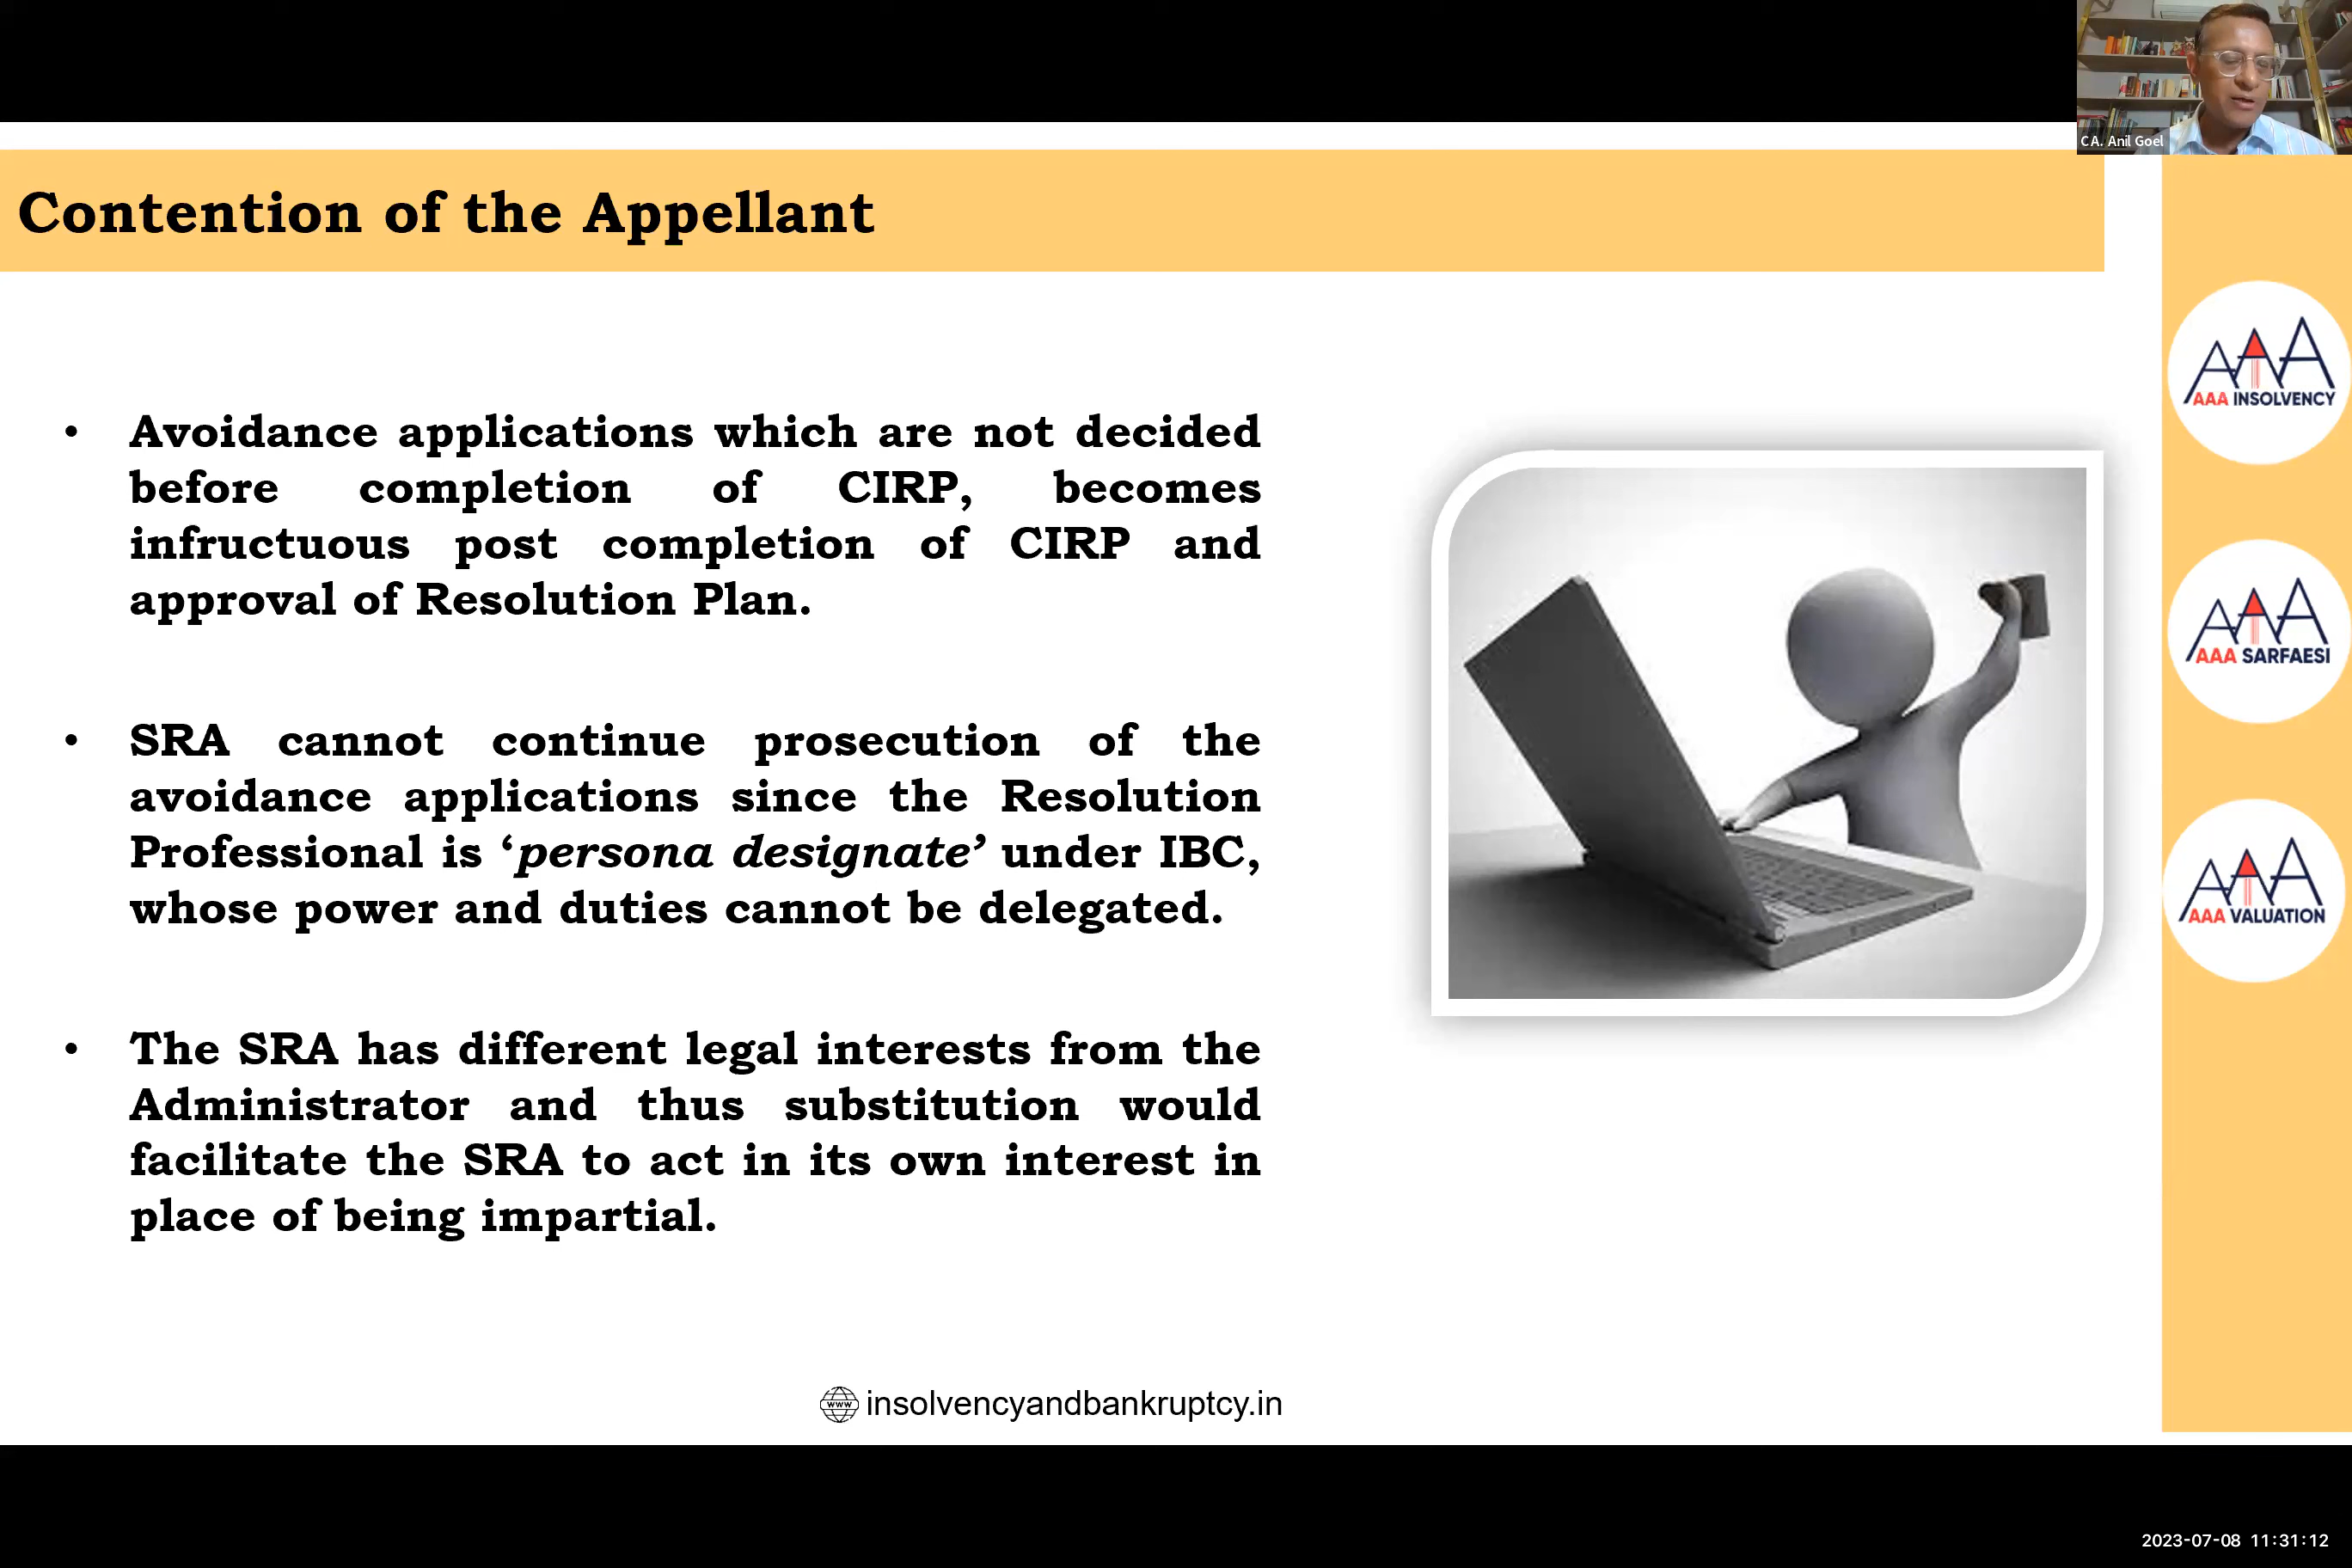 CA. Anil Goel
Contention of the Appellant
• Avoidance applications which are not decided
before completion of CIRP, becomes
infructuous post completion of CIRP and
approval of Resolution Plan.
• SRA cannot continue prosecution of the
avoidance applications since the Resolution
Professional is ‘persona designate’ under IBC,
whose power and duties cannot be delegated.
• The SRA has different legal interests from the
Administrator and thus substitution would
facilitate the SRA to act in its own interest in
place of being impartial.
AAA
AAA INSOLVENCY
AAA
AAA SARFAESI
AAA
AAA VALUATION
www insolvencyandbankruptcy.in
2023-07-08 11:31:12